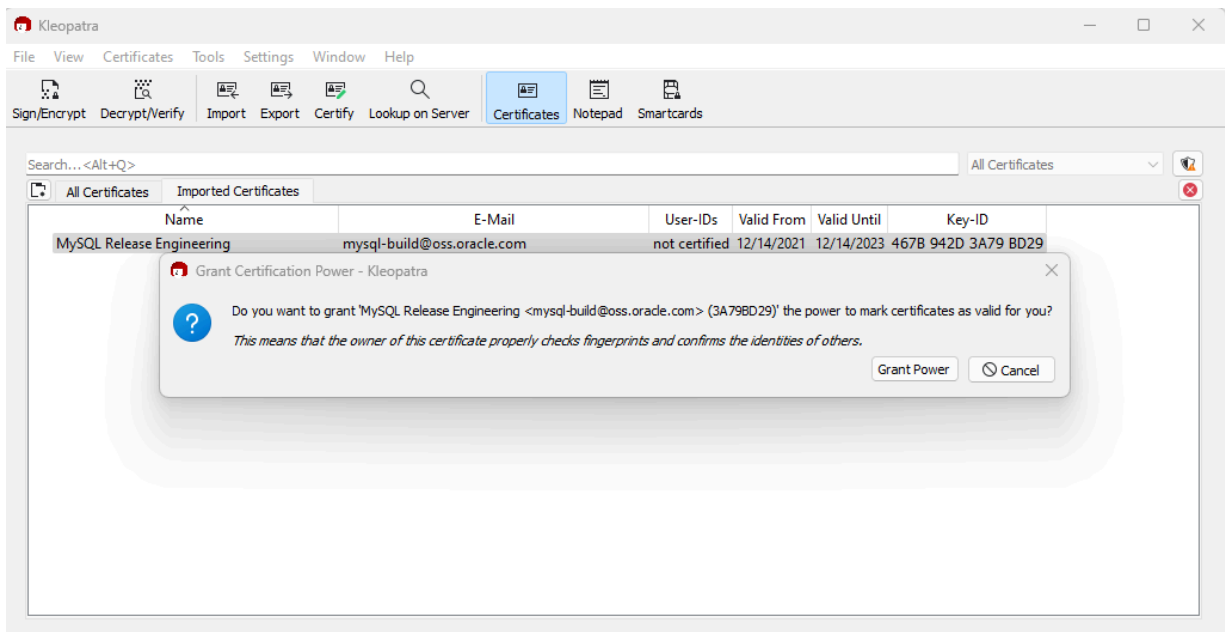 Kleopatra
File View Certificates Tools Settings Window Help
Sign/Encrypt Decrypt/Verify Import Export Certify Lookup on Server Certificates Notepad Smartcards
Search...<Alt+Q> All Certificates
All Certificates Imported Certificates
Name E-Mail User-IDs Valid From Valid Until Key-ID
MySQL Release Engineering mysql-build@oss.oracle.com not certified 12/14/2021 12/14/2023 467B 942D 3A79 BD29
Grant Certification Power - Kleopatra
Do you want to grant 'MySQL Release Engineering <mysql-build@oss.oracle.com> (3A79BD29)' the power to mark certificates as valid for you?
This means that the owner of this certificate properly checks fingerprints and confirms the identities of others.
Grant Power Cancel